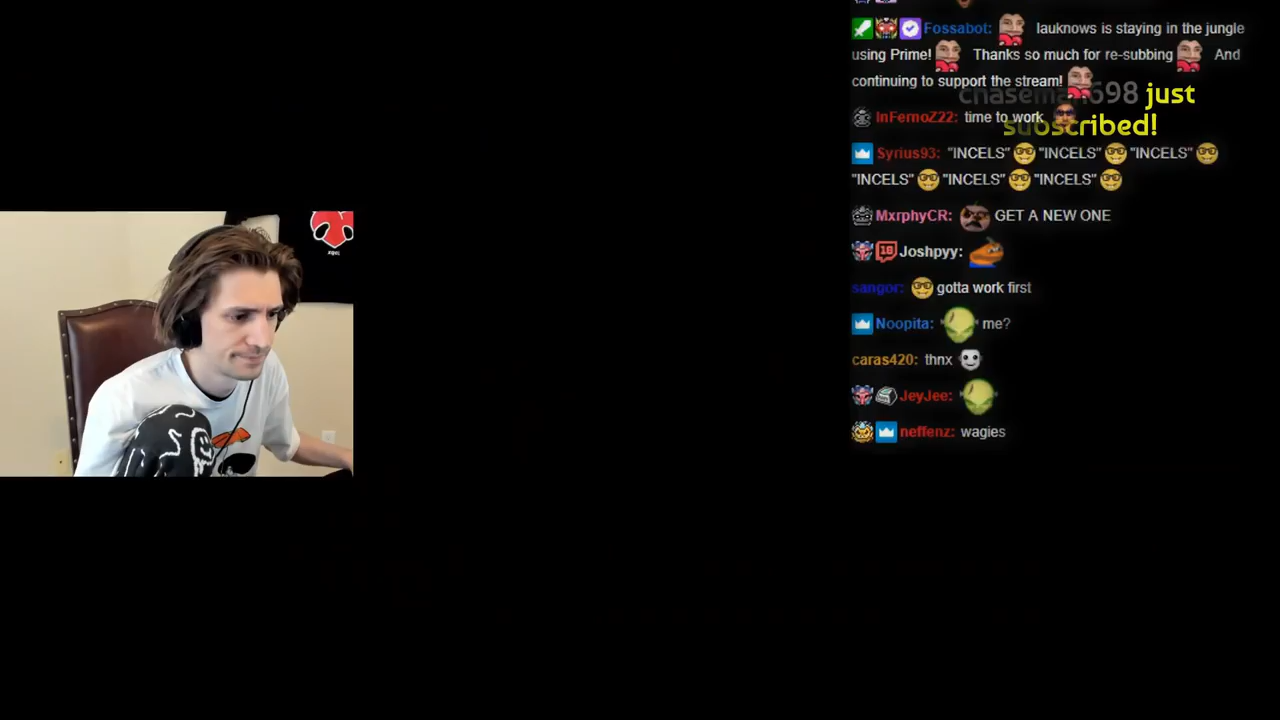 Fossabot: lauknows is staying in the jungle
using Prime! Thanks so much for re-subbing And
continuing to support the stream!
chaseman698 just
subscribed!
InFernoZ22: time to work
Syrius93: "INCELS" "INCELS" "INCELS"
"INCELS" "INCELS" "INCELS"
MxrphyCR: GET A NEW ONE
18 Joshpyy:
sangor: gotta work first
Noopita: me?
caras420: thnx
JeyJee:
neffenz: wagies